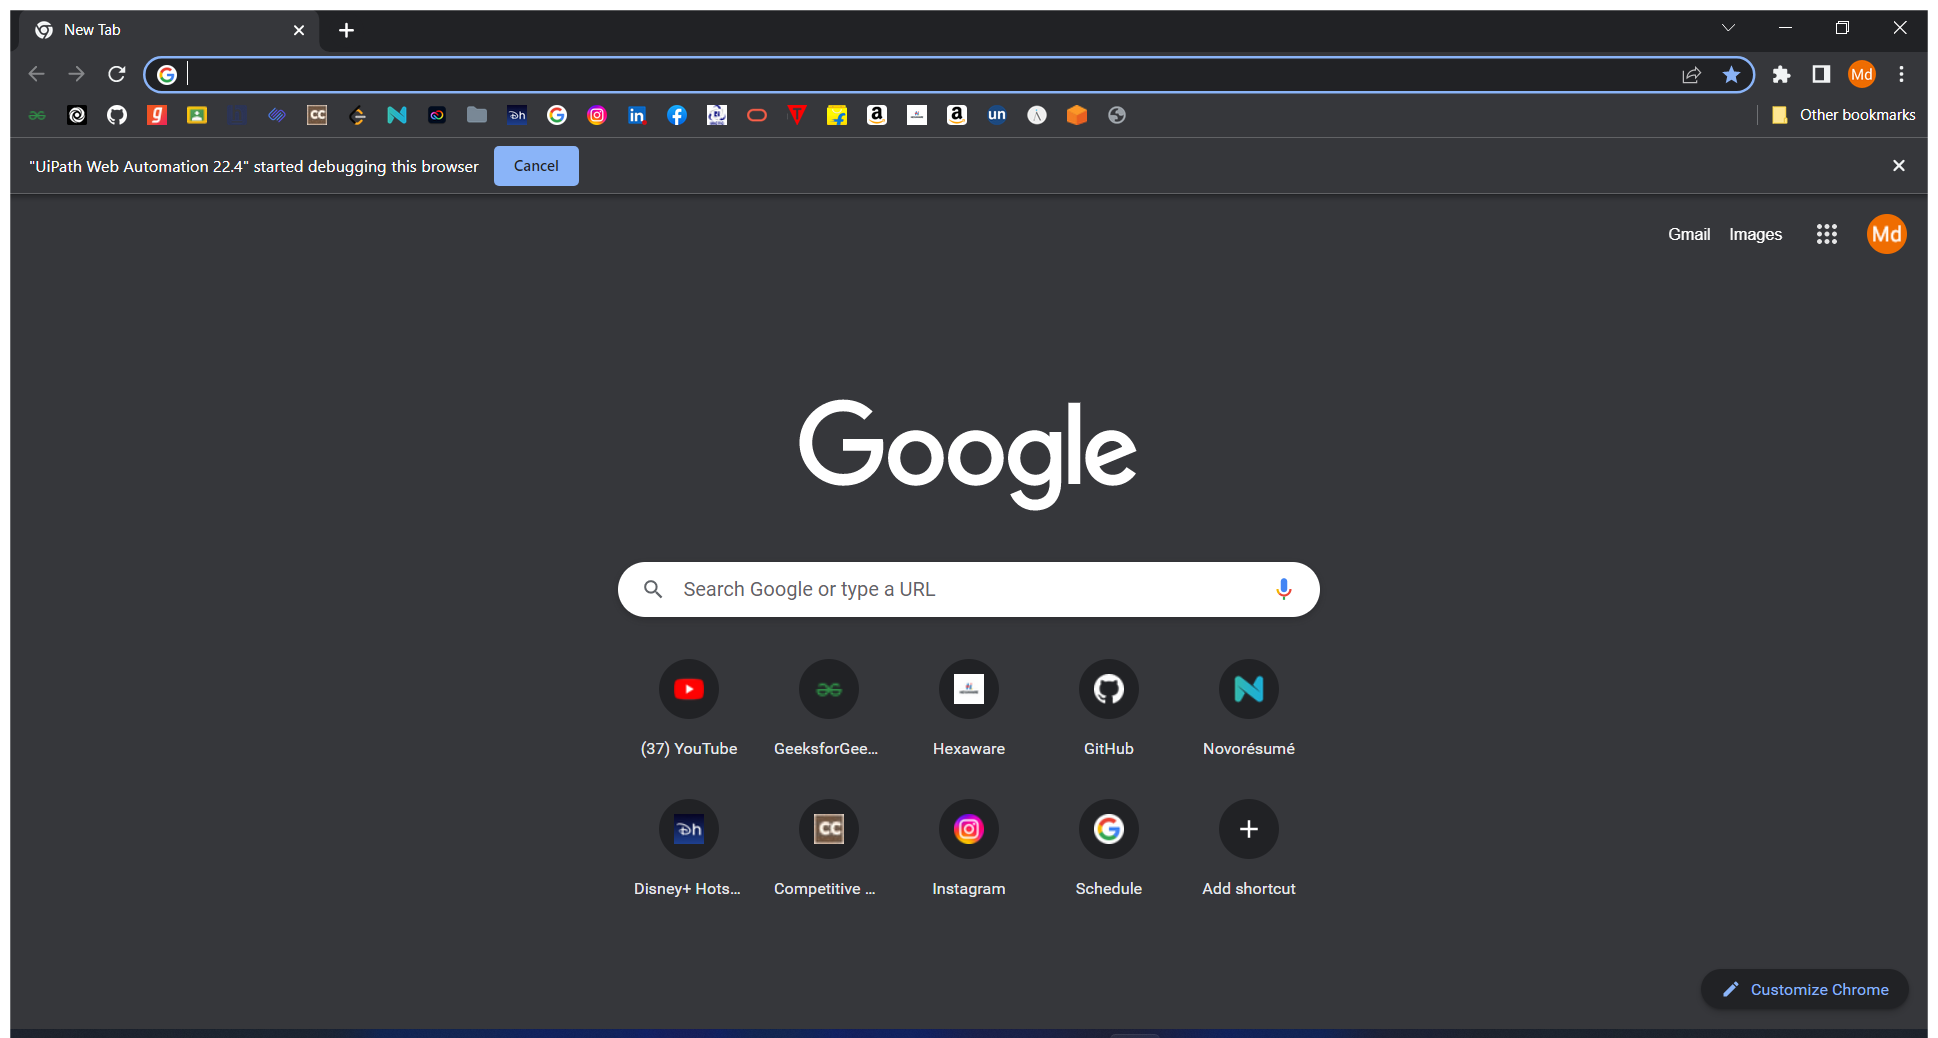 New Tab
Md
Other bookmarks
"UiPath Web Automation 22.4" started debugging this browser
Cancel
Gmail
Images
Md
Google
Search Google or type a URL
(37) YouTube
GeeksforGee...
Hexaware
GitHub
Novorésumé
Disney+ Hots...
Competitive ...
Instagram
Schedule
Add shortcut
Customize Chrome